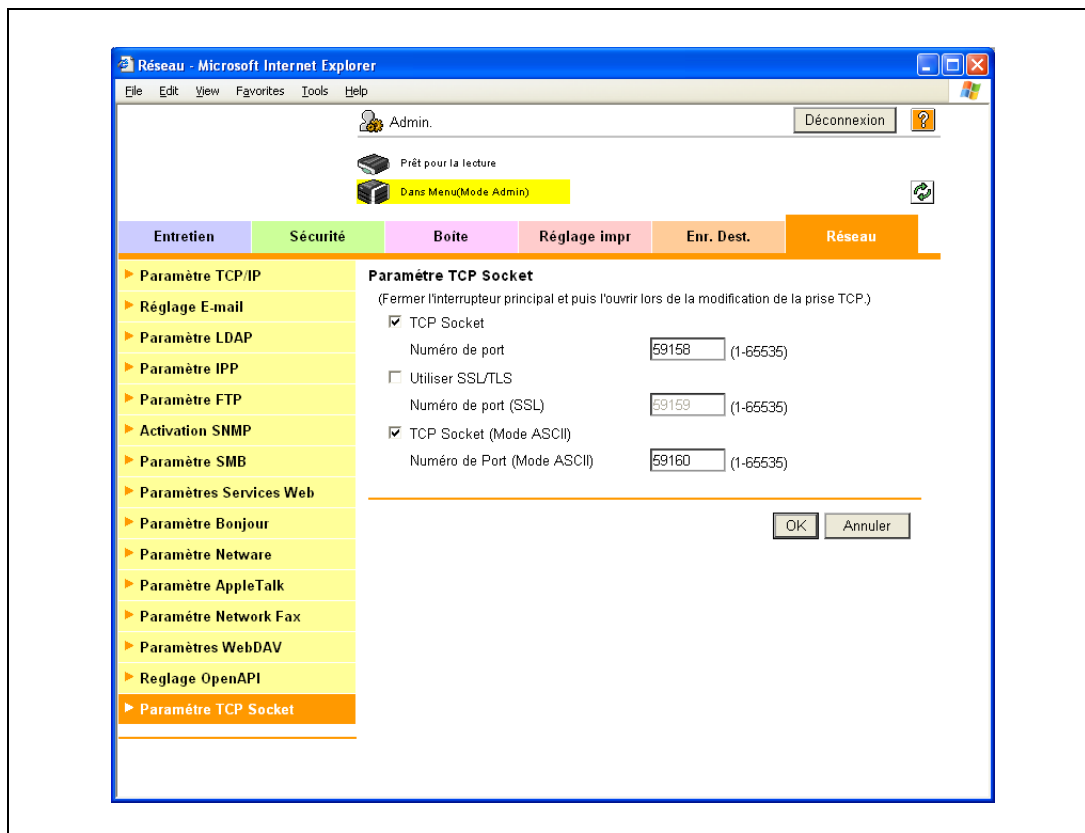 Réseau - Microsoft Internet Explorer
File Edit View Favorites Tools Help
Admin.
Déconnexion
?
Prêt pour la lecture
Dans Menu(Mode Admin)
Entretien Sécurité Boîte Réglage impr Enr. Dest. Réseau
Paramètre TCP/IP
Réglage E-mail
Paramètre LDAP
Paramètre IPP
Paramètre FTP
Activation SNMP
Paramètre SMB
Paramètres Services Web
Paramètre Bonjour
Paramètre Netware
Paramètre AppleTalk
Paramétre Network Fax
Paramètres WebDAV
Reglage OpenAPI
Paramétre TCP Socket
Paramétre TCP Socket
(Fermer l'interrupteur principal et puis l'ouvrir lors de la modification de la prise TCP.)
TCP Socket
Numéro de port 59158 (1-65535)
Utiliser SSL/TLS
Numéro de port (SSL) 59159 (1-65535)
TCP Socket (Mode ASCII)
Numéro de Port (Mode ASCII) 59160 (1-65535)
OK Annuler